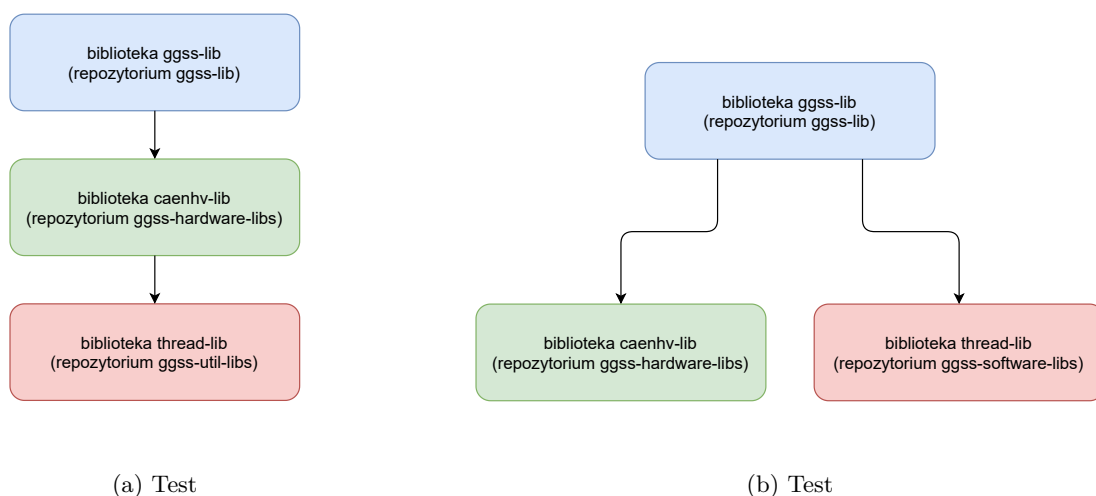 biblioteka ggss-lib
(repozytorium ggss-lib)
biblioteka caenhv-lib
(repozytorium ggss-hardware-libs)
biblioteka thread-lib
(repozytorium ggss-util-libs)
(a) Test
biblioteka ggss-lib
(repozytorium ggss-lib)
biblioteka caenhv-lib
(repozytorium ggss-hardware-libs)
biblioteka thread-lib
(repozytorium ggss-software-libs)
(b) Test